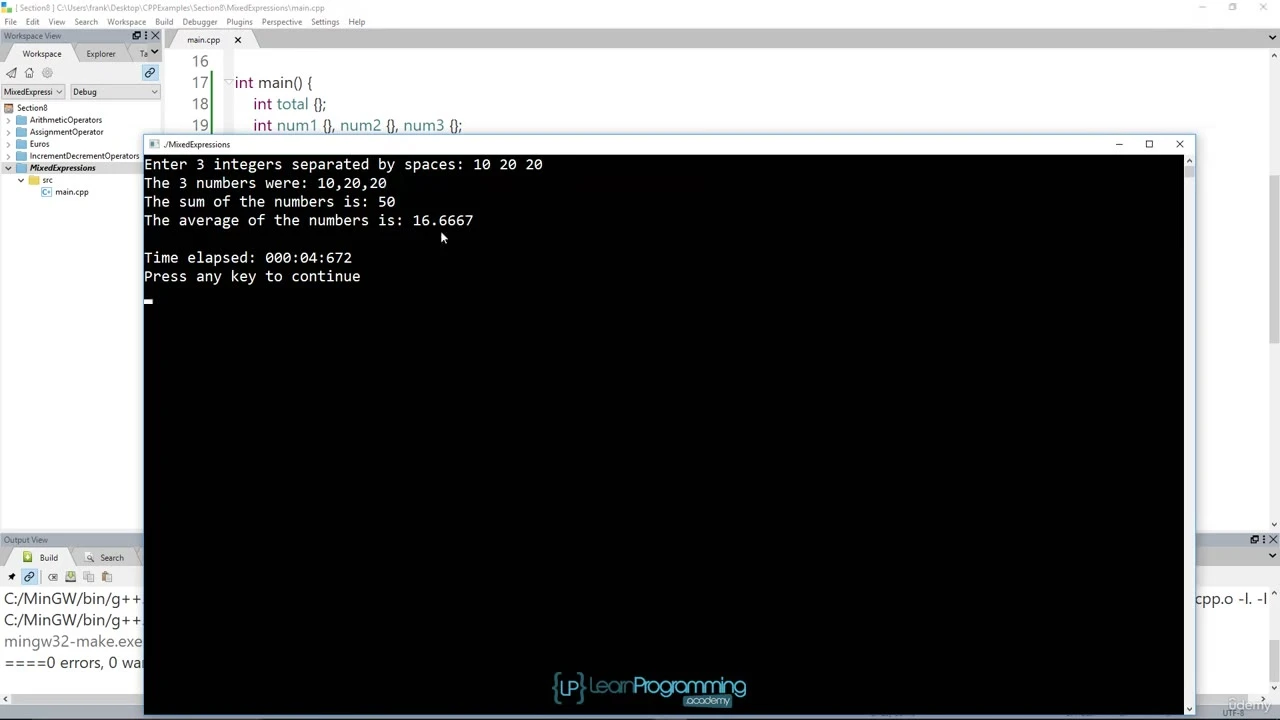 [ Section8 ] C:\Users\frank\Desktop\CPPExamples\Section8\MixedExpressions\main.cpp
File Edit View Search Workspace Build Debugger Plugins Perspective Settings Help
Workspace View
main.cpp
Workspace Explorer Ta
MixedExpressi Debug
Section8
ArithmeticOperators
AssignmentOperator
Euros
IncrementDecrementOperators
MixedExpressions
src
main.cpp
16
17 int main() {
18 int total {};
19 int num1 {}, num2 {}, num3 {};
./MixedExpressions
Enter 3 integers separated by spaces: 10 20 20
The 3 numbers were: 10,20,20
The sum of the numbers is: 50
The average of the numbers is: 16.6667
Time elapsed: 000:04:672
Press any key to continue
Output View
Build Search
C:/MinGW/bin/g++. cpp.o -I. -I
C:/MinGW/bin/g++.
mingw32-make.exe
====0 errors, 0 wa
{LP} LearnProgramming
.academy
ûdemy
UTF-8